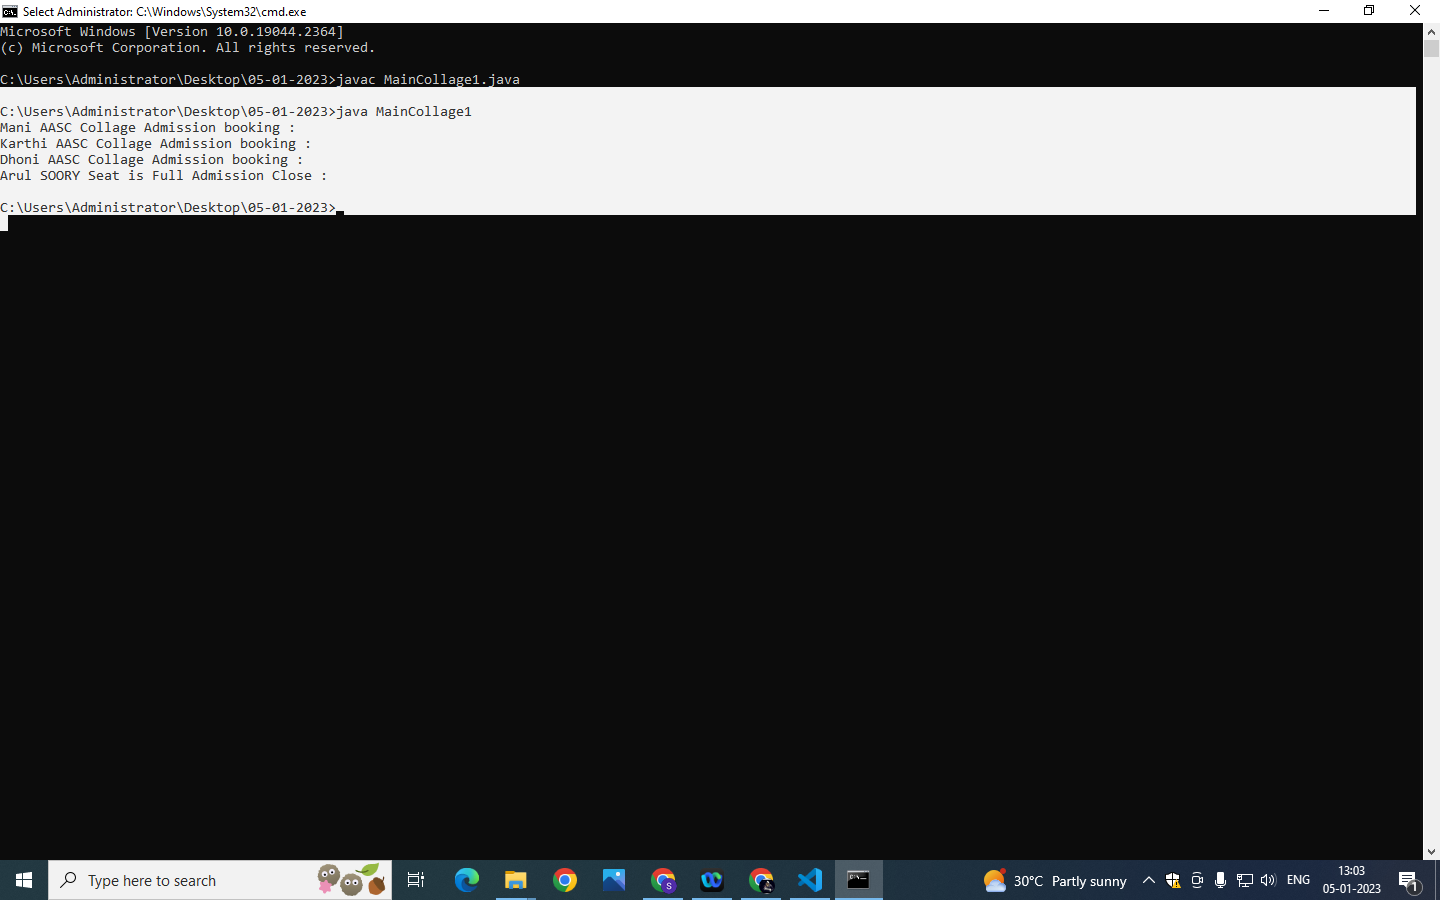 Select Administrator: C:\Windows\System32\cmd.exe
Microsoft Windows [Version 10.0.19044.2364]
(c) Microsoft Corporation. All rights reserved.
C:\Users\Administrator\Desktop\05-01-2023>javac MainCollage1.java
C:\Users\Administrator\Desktop\05-01-2023>java MainCollage1
Mani AASC Collage Admission booking :
Karthi AASC Collage Admission booking :
Dhoni AASC Collage Admission booking :
Arul SOORY Seat is Full Admission Close :
C:\Users\Administrator\Desktop\05-01-2023>
Type here to search
30°C Partly sunny
ENG
13:03
05-01-2023
1